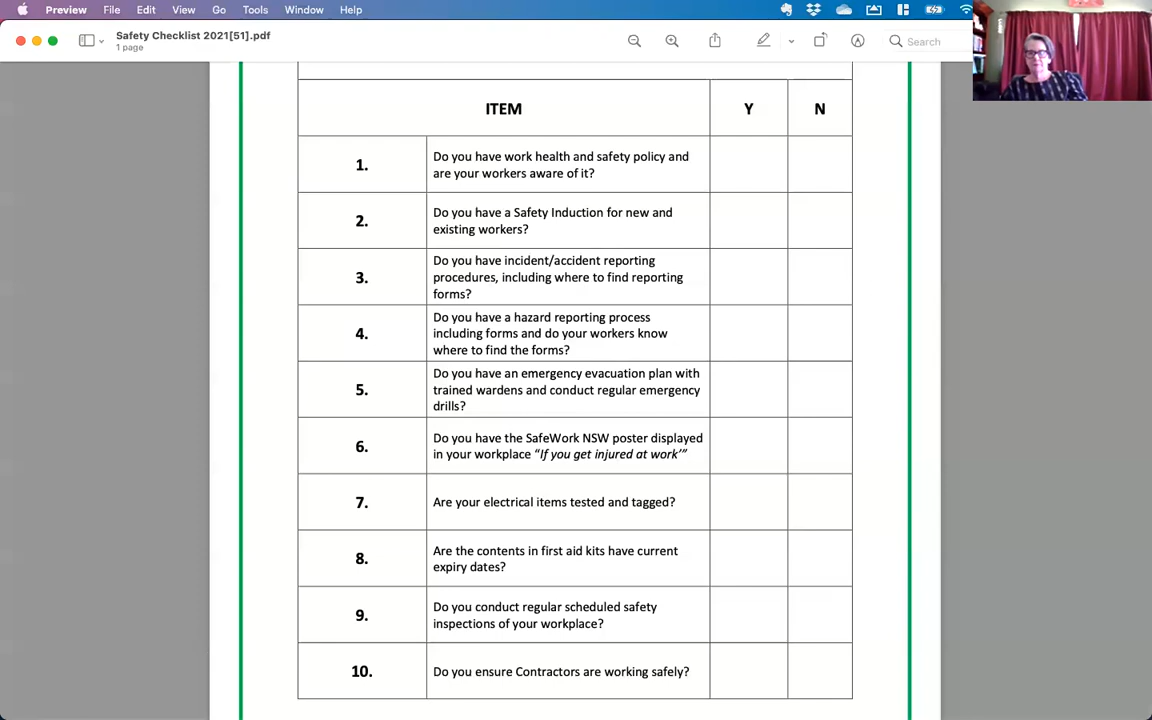 Preview File Edit View Go Tools Window Help
Safety Checklist 2021[51].pdf
1 page
Search
ITEM Y N
1. Do you have work health and safety policy and
are your workers aware of it?
2. Do you have a Safety Induction for new and
existing workers?
3. Do you have incident/accident reporting
procedures, including where to find reporting
forms?
4. Do you have a hazard reporting process
including forms and do your workers know
where to find the forms?
5. Do you have an emergency evacuation plan with
trained wardens and conduct regular emergency
drills?
6. Do you have the SafeWork NSW poster displayed
in your workplace “If you get injured at work’”
7. Are your electrical items tested and tagged?
8. Are the contents in first aid kits have current
expiry dates?
9. Do you conduct regular scheduled safety
inspections of your workplace?
10. Do you ensure Contractors are working safely?